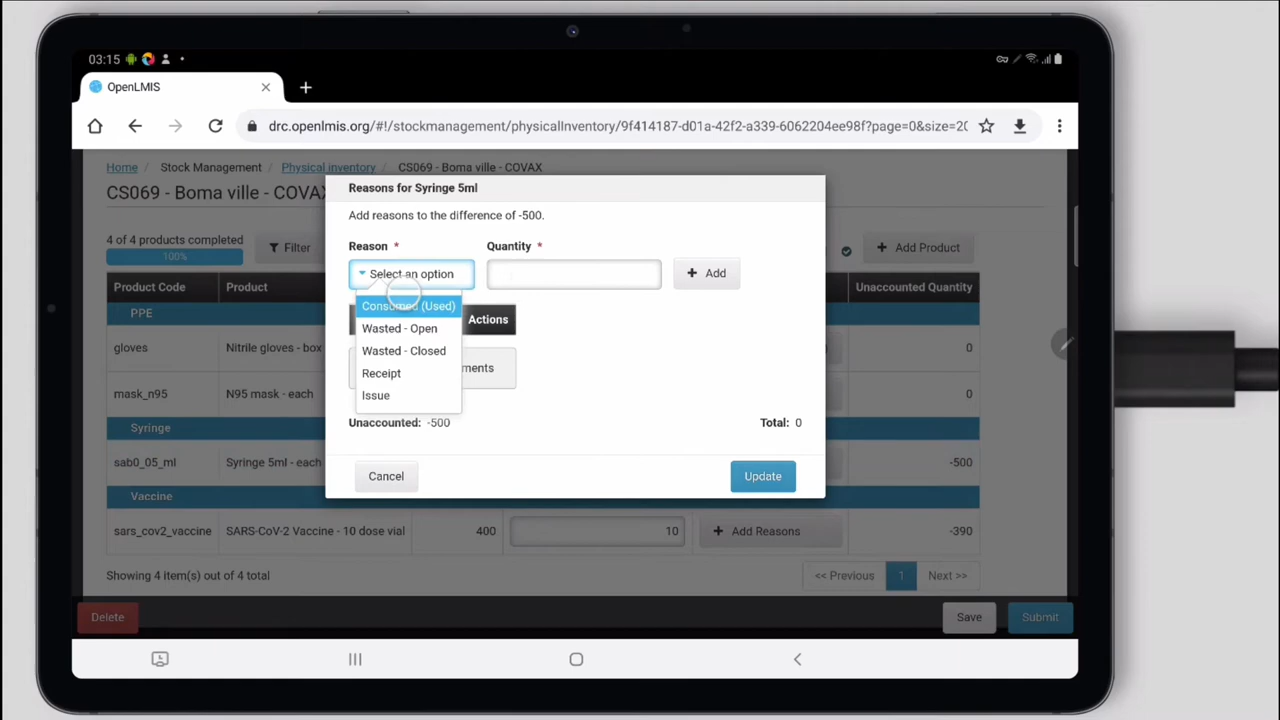 03:15
OpenLMIS
drc.openlmis.org/#!/stockmanagement/physicalInventory/9f414187-d01a-42f2-a339-6062204ee98f?page=0&size=20
Home / Stock Management / Physical inventory / CS069 - Boma ville - COVAX
CS069 - Boma ville - COVAX
4 of 4 products completed
100%
Filter
Add Product
Product Code Product Unaccounted Quantity
PPE
gloves Nitrile gloves - box 0
mask_n95 N95 mask - each 0
Syringe
sab0_05_ml Syringe 5ml - each -500
Vaccine
sars_cov2_vaccine SARS-CoV-2 Vaccine - 10 dose vial 400 10 Add Reasons -390
Showing 4 item(s) out of 4 total
<< Previous 1 Next >>
Delete Save Submit
Reasons for Syringe 5ml
Add reasons to the difference of -500.
Reason * Quantity *
Select an option
Add
Consumed (Used)
Wasted - Open
Wasted - Closed
Receipt
Issue
Actions
ments
Unaccounted: -500 Total: 0
Cancel Update